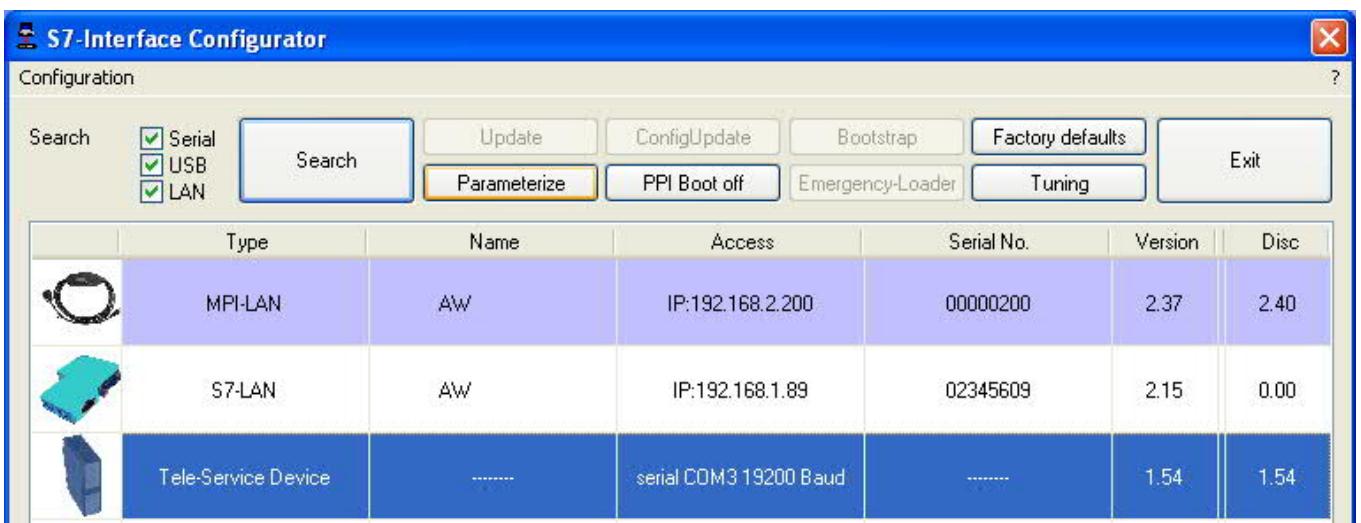 S7-Interface Configurator
Configuration ?
Search Serial USB LAN Search Update ConfigUpdate Bootstrap Factory defaults Exit
Parameterize PPI Boot off Emergency-Loader Tuning
Type Name Access Serial No. Version Disc
MPI-LAN AW IP:192.168.2.200 00000200 2.37 2.40
S7-LAN AW IP:192.168.1.89 02345609 2.15 0.00
Tele-Service Device ------- serial COM3 19200 Baud -------- 1.54 1.54